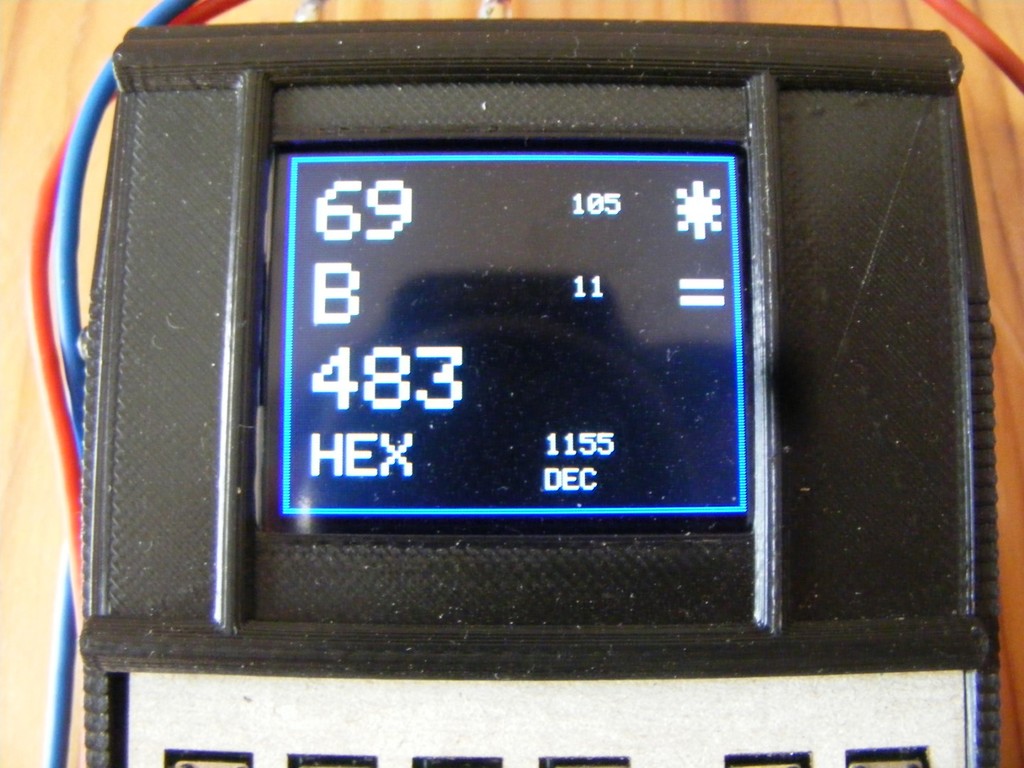 69 105 *
B 11 =
483
HEX 1155
DEC